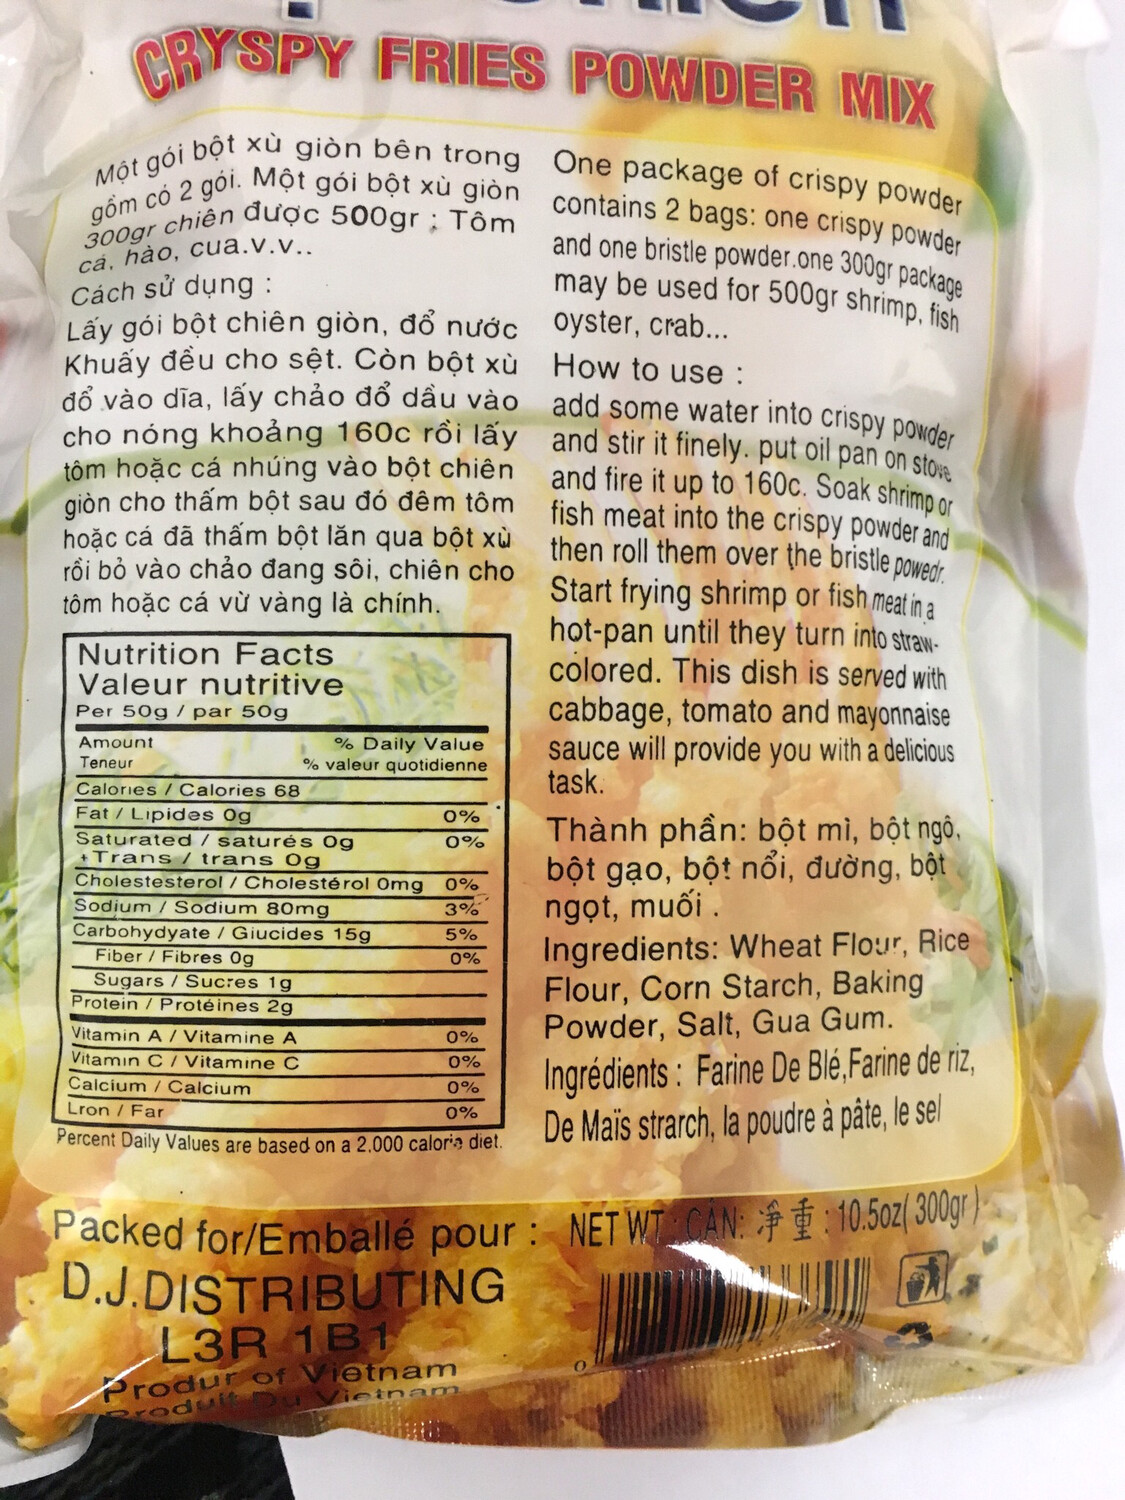 CRYSPY FRIES POWDER MIX
Một gói bột xù giòn bên trong
gồm có 2 gói. Một gói bột xù giòn
300gr chiên được 500gr : Tôm
cá, hào, cua.v.v..
Cách sử dụng :
Lấy gói bột chiên giòn, đổ nước
Khuấy đều cho sệt. Còn bột xù
đổ vào dĩa, lấy chảo đổ dầu vào
cho nóng khoảng 160c rồi lấy
tôm hoặc cá nhúng vào bột chiên
giòn cho thấm bột sau đó đêm tôm
hoặc cá đã thấm bột lăn qua bột xù
rồi bỏ vào chảo đang sôi, chiên cho
tôm hoặc cá vừ vàng là chính.
Nutrition Facts
Valeur nutritive
Per 50g / par 50g
Amount % Daily Value
Teneur % valeur quotidienne
Calories / Calories 68
Fat / Lipides 0g 0%
Saturated / saturés 0g 0%
+Trans / trans 0g
Cholestesterol / Cholestérol 0mg 0%
Sodium / Sodium 80mg 3%
Carbohydyate / Giucides 15g 5%
Fiber / Fibres 0g 0%
Sugars / Sucres 1g
Protein / Protéines 2g
Vitamin A / Vitamine A 0%
Vitamin C / Vitamine C 0%
Calcium / Calcium 0%
Lron / Far 0%
Percent Daily Values are based on a 2,000 calorie diet.
One package of crispy powder
contains 2 bags: one crispy powder
and one bristle powder.one 300gr package
may be used for 500gr shrimp, fish
oyster, crab...
How to use :
add some water into crispy powder
and stir it finely. put oil pan on stove
and fire it up to 160c. Soak shrimp or
fish meat into the crispy powder and
then roll them over the bristle powedr.
Start frying shrimp or fish meat in a
hot-pan until they turn into straw-
colored. This dish is served with
cabbage, tomato and mayonnaise
sauce will provide you with a delicious
task.
Thành phần: bột mì, bột ngô,
bột gạo, bột nổi, đường, bột
ngọt, muối .
Ingredients: Wheat Flour, Rice
Flour, Corn Starch, Baking
Powder, Salt, Gua Gum.
Ingrédients : Farine De Blé,Farine de riz,
De Maïs strarch, la poudre à pâte, le sel
Packed for/Emballé pour :
D.J.DISTRIBUTING
L3R 1B1
Produr of Vietnam
Produit Du Vietnam
NET WT : CÂN: 淨重 : 10.5oz( 300gr )
0